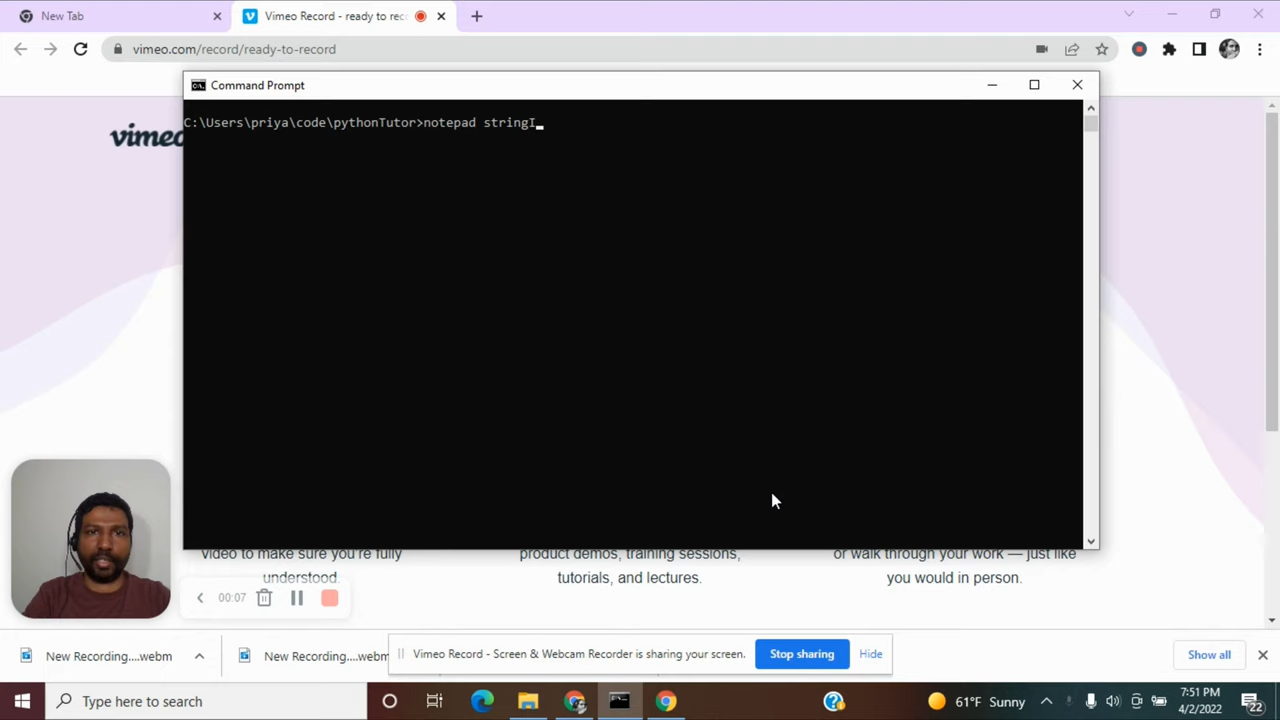 New Tab
Vimeo Record - ready to rec
vimeo.com/record/ready-to-record
Command Prompt
C:\Users\priya\code\pythonTutor>notepad stringI_
vimeo
video to make sure you're fully
understood.
product demos, training sessions,
tutorials, and lectures.
or walk through your work — just like
you would in person.
00:07
New Recording....webm
New Recording....webm
Vimeo Record - Screen & Webcam Recorder is sharing your screen.
Stop sharing
Hide
Show all
Type here to search
61°F Sunny
7:51 PM
4/2/2022
22